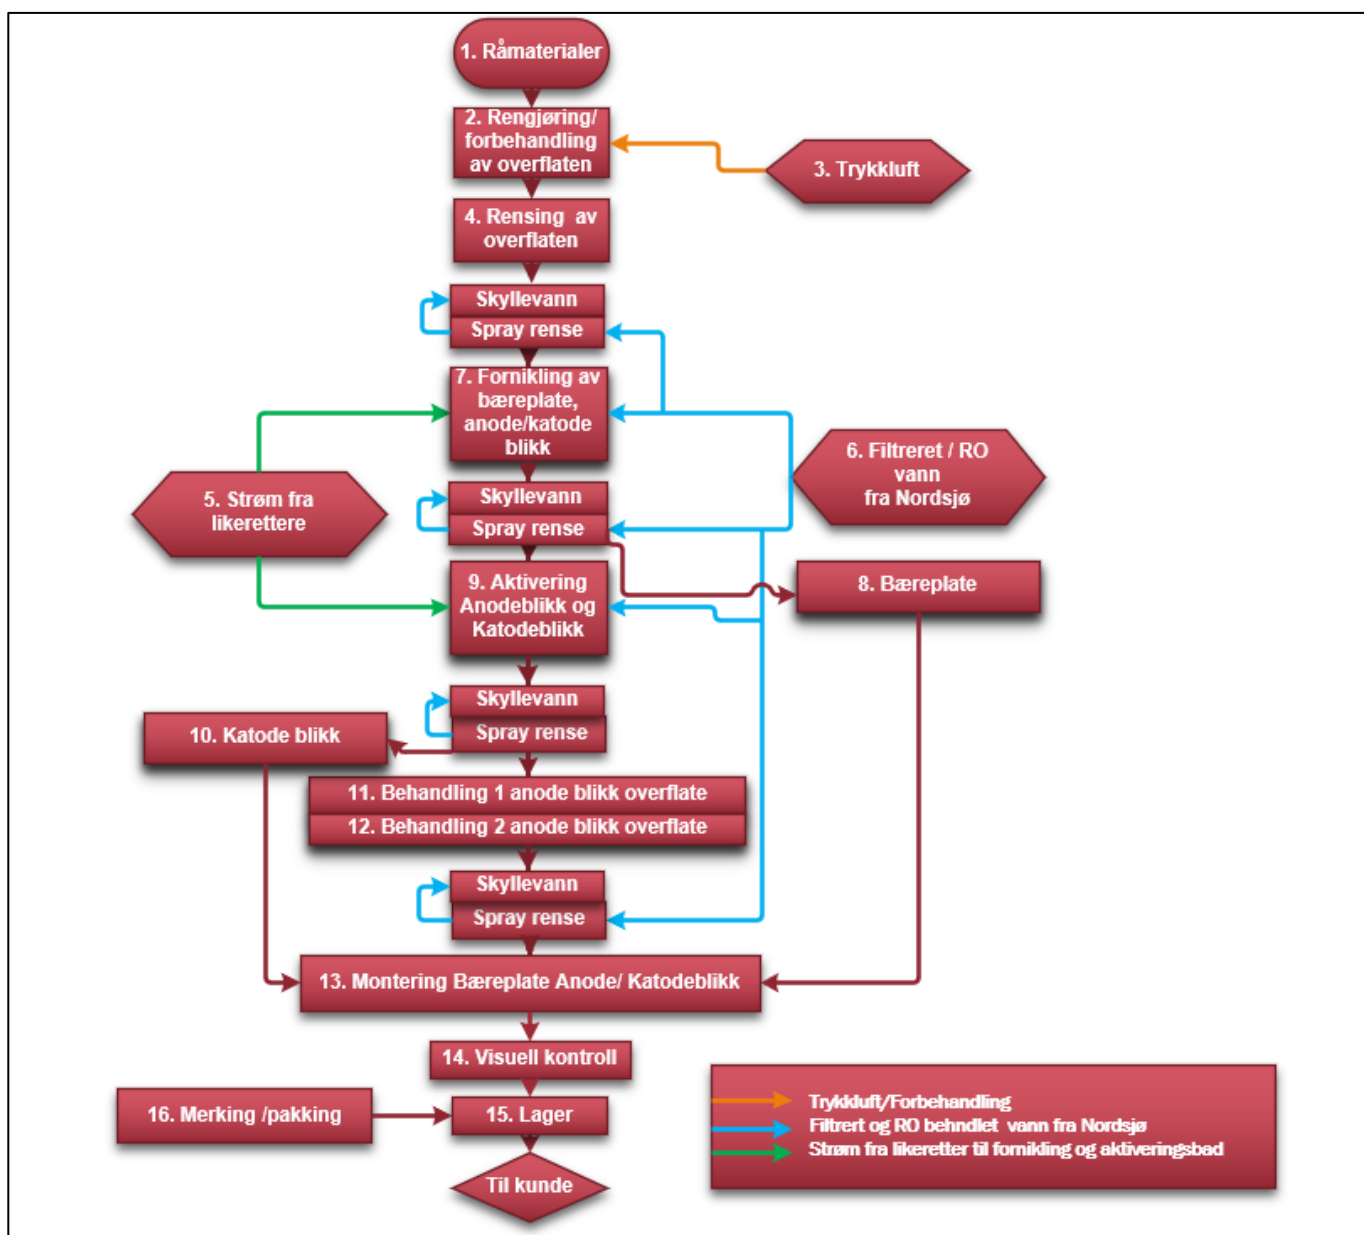 1. Råmaterialer
2. Rengjøring/
forbehandling
av overflaten
3. Trykkluft
4. Rensing av
overflaten
Skyllevann
Spray rense
7. Fornikling av
bæreplate,
anode/katode
blikk
5. Strøm fra
likerettere
6. Filtreret / RO
vann
fra Nordsjø
Skyllevann
Spray rense
9. Aktivering
Anodeblikk og
Katodeblikk
8. Bæreplate
Skyllevann
Spray rense
10. Katode blikk
11. Behandling 1 anode blikk overflate
12. Behandling 2 anode blikk overflate
Skyllevann
Spray rense
13. Montering Bæreplate Anode/ Katodeblikk
14. Visuell kontroll
16. Merking /pakking
15. Lager
Til kunde
Trykkluft/Forbehandling
Filtrert og RO behndlet vann fra Nordsjø
Strøm fra likeretter til fornikling og aktiveringsbad